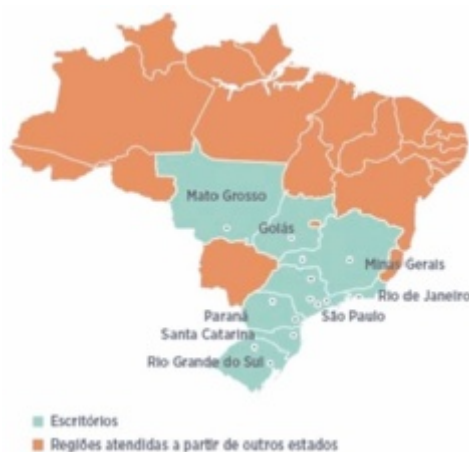 Mato Grosso
Goiás
Minas Gerais
Rio de Janeiro
São Paulo
Paraná
Santa Catarina
Rio Grande do Sul
Escritórios
Regiões atendidas a partir de outros estados